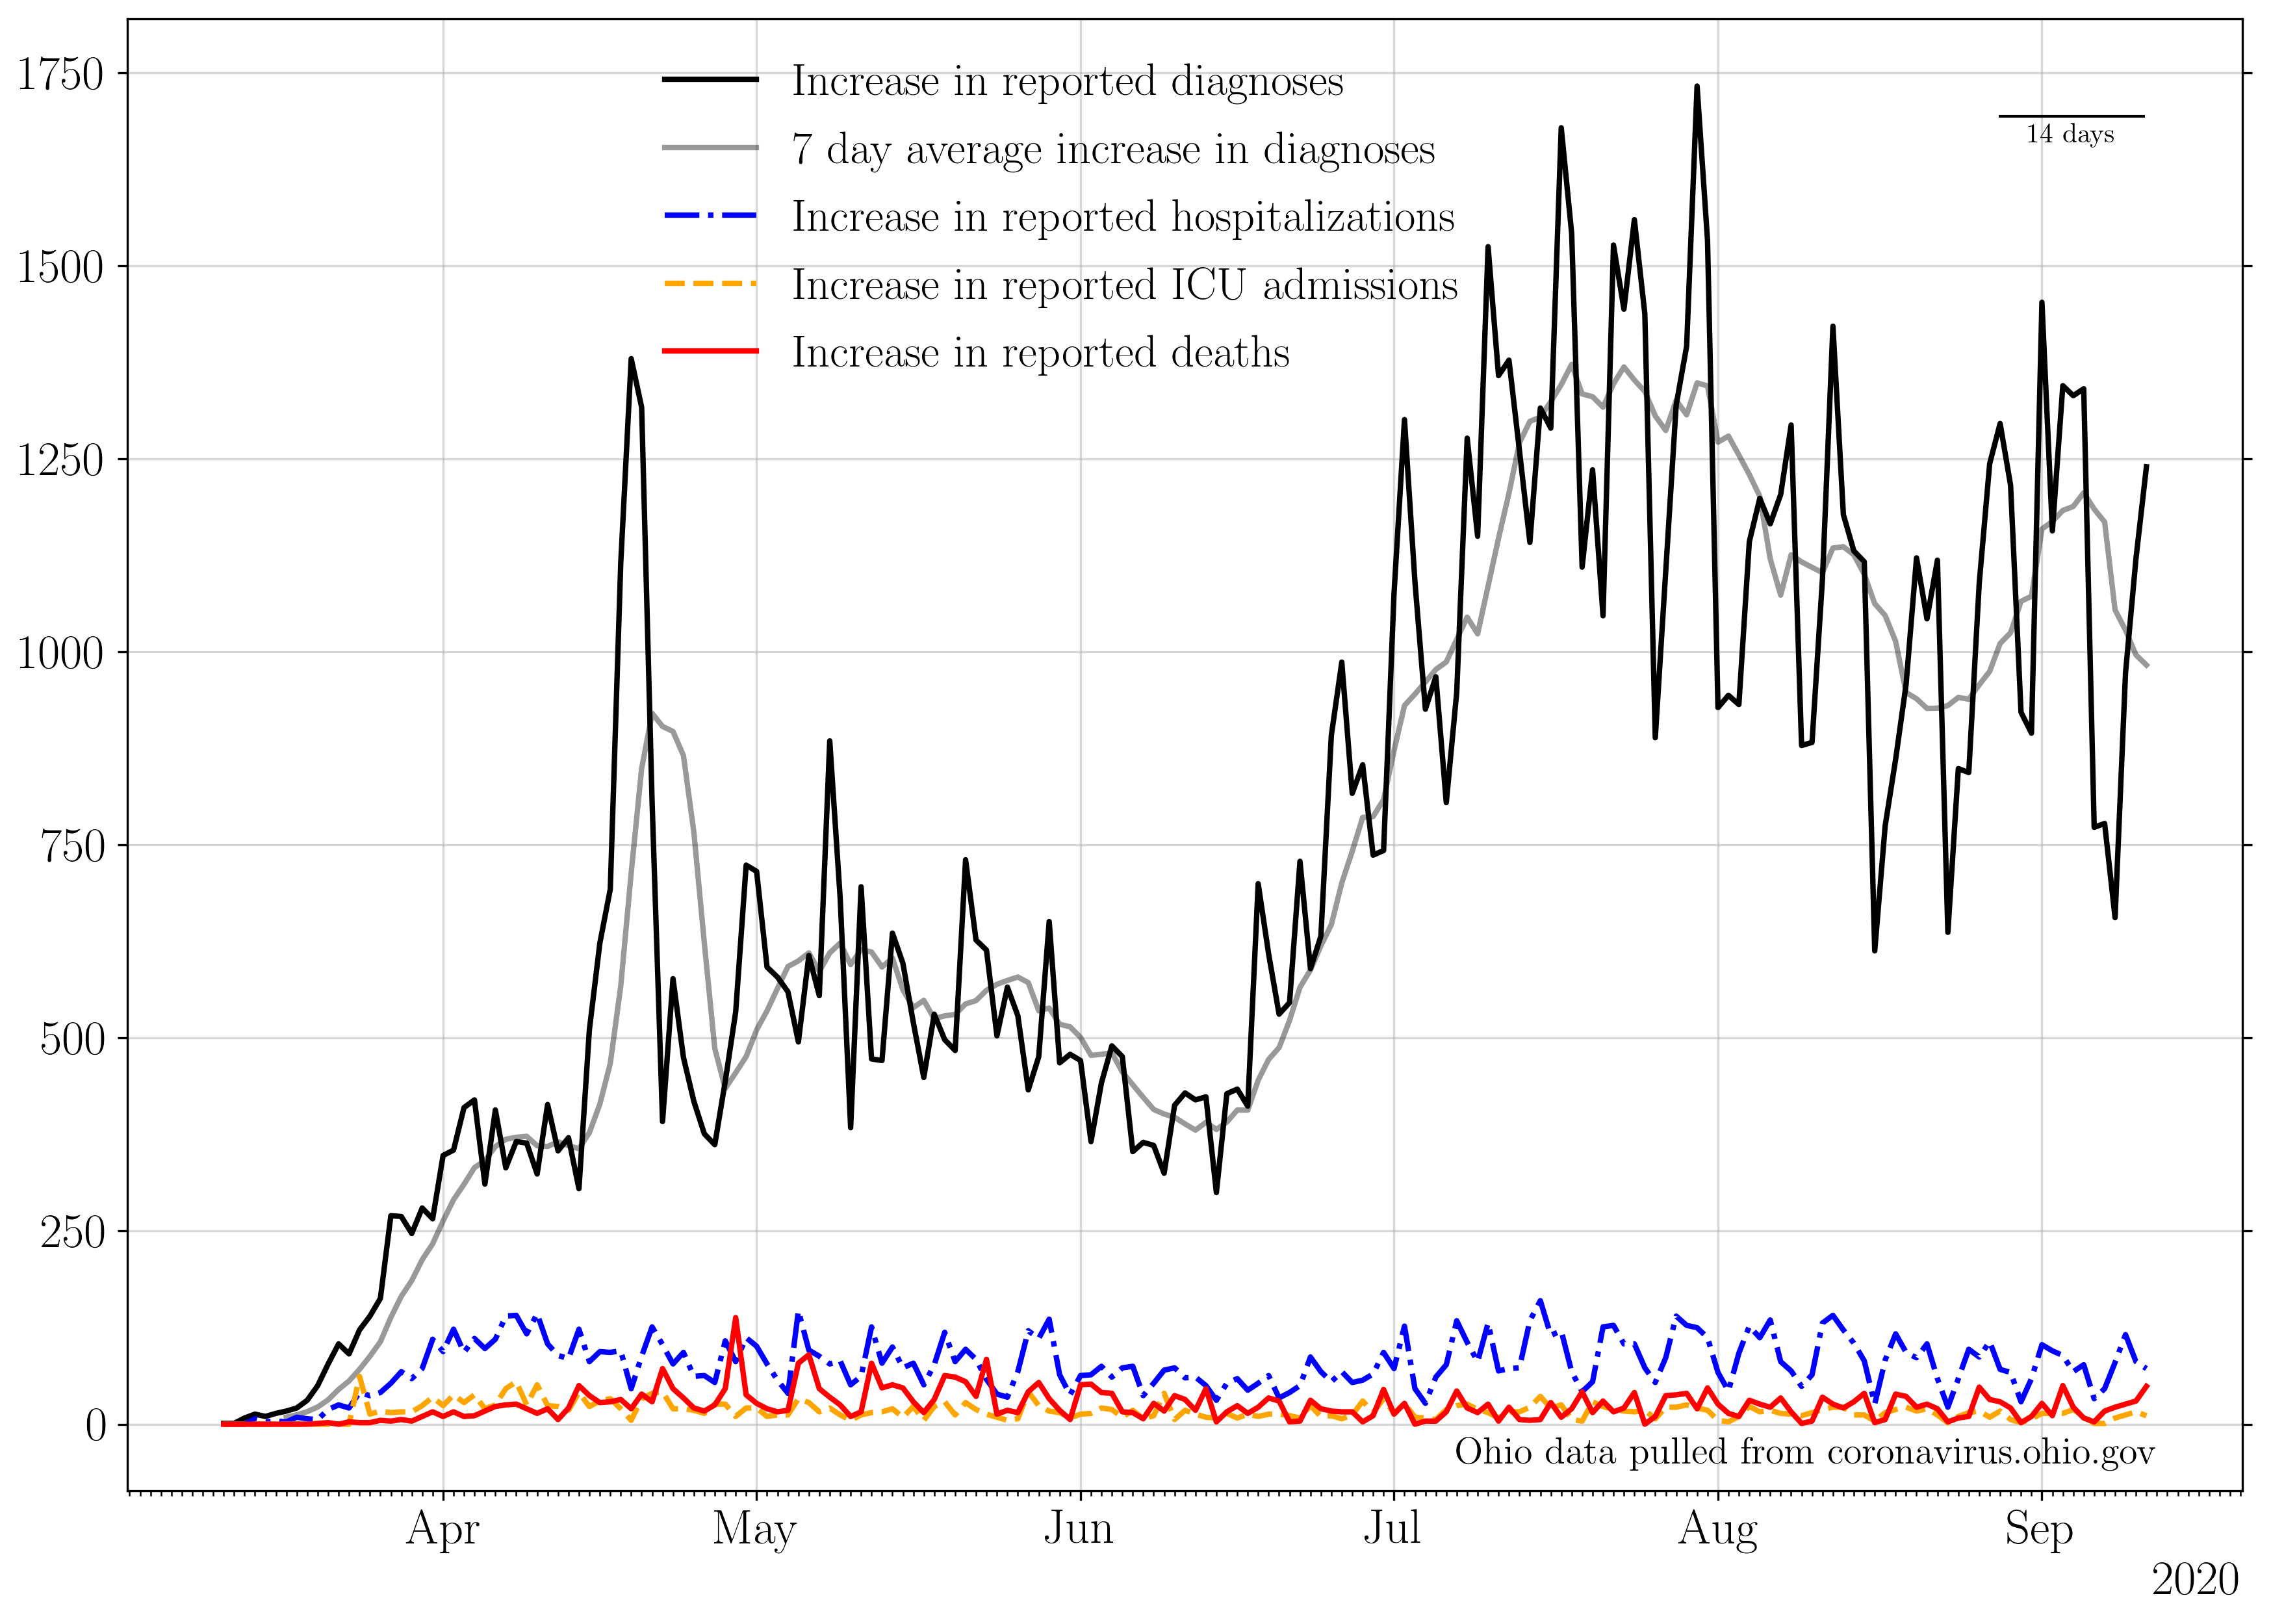 1750
1500
1250
1000
750
500
250
0
Increase in reported diagnoses
7 day average increase in diagnoses
Increase in reported hospitalizations
Increase in reported ICU admissions
Increase in reported deaths
14 days
Ohio data pulled from coronavirus.ohio.gov
Apr May Jun Jul Aug Sep
2020